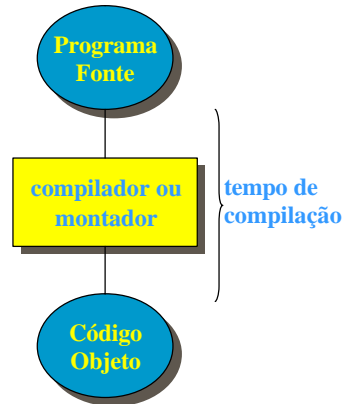 Programa
Fonte
compilador ou
montador
tempo de
compilação
Código
Objeto